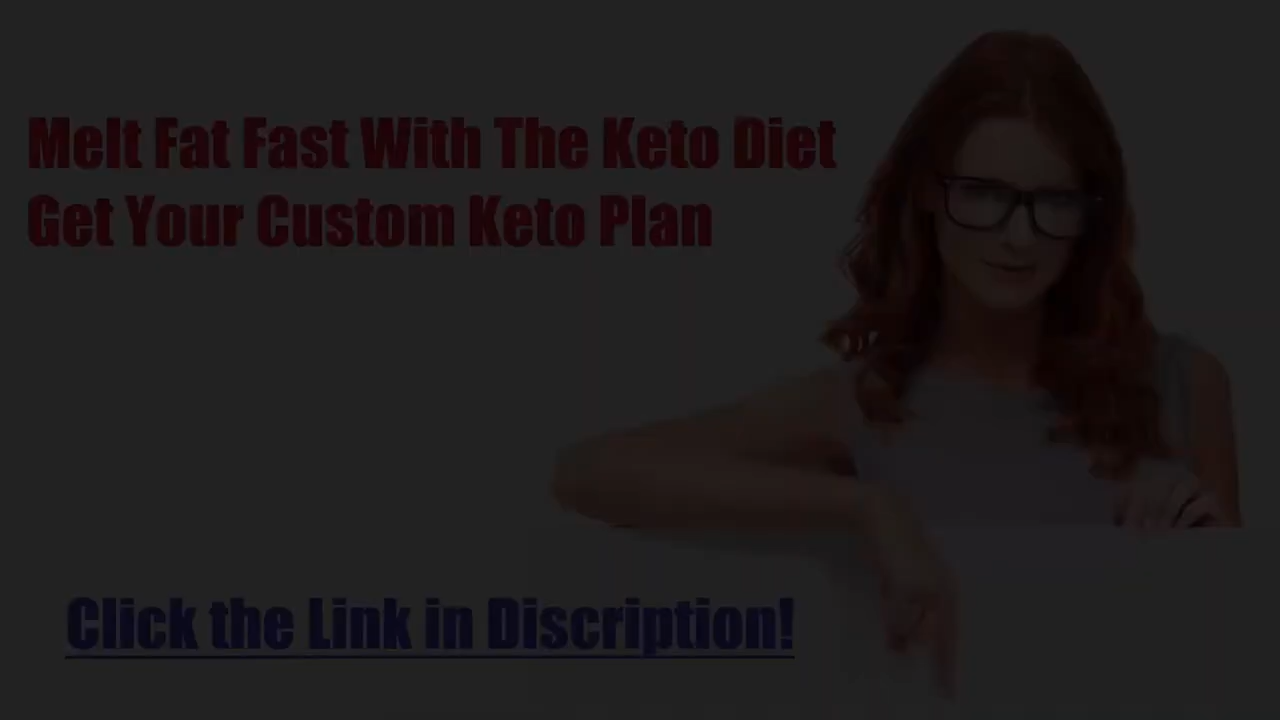 Melt Fat Fast With The Keto Diet
Get Your Custom Keto Plan
Click the Link in Discription!